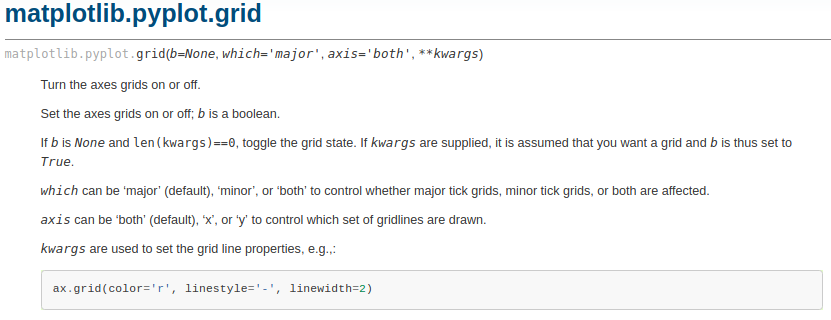 matplotlib.pyplot.grid
matplotlib.pyplot.grid(b=None, which='major', axis='both', **kwargs)
Turn the axes grids on or off.
Set the axes grids on or off; b is a boolean.
If b is None and len(kwargs)==0, toggle the grid state. If kwargs are supplied, it is assumed that you want a grid and b is thus set to
True.
which can be ‘major’ (default), ‘minor’, or ‘both’ to control whether major tick grids, minor tick grids, or both are affected.
axis can be ‘both’ (default), ‘x’, or ‘y’ to control which set of gridlines are drawn.
kwargs are used to set the grid line properties, e.g.,:
ax.grid(color='r', linestyle='-', linewidth=2)